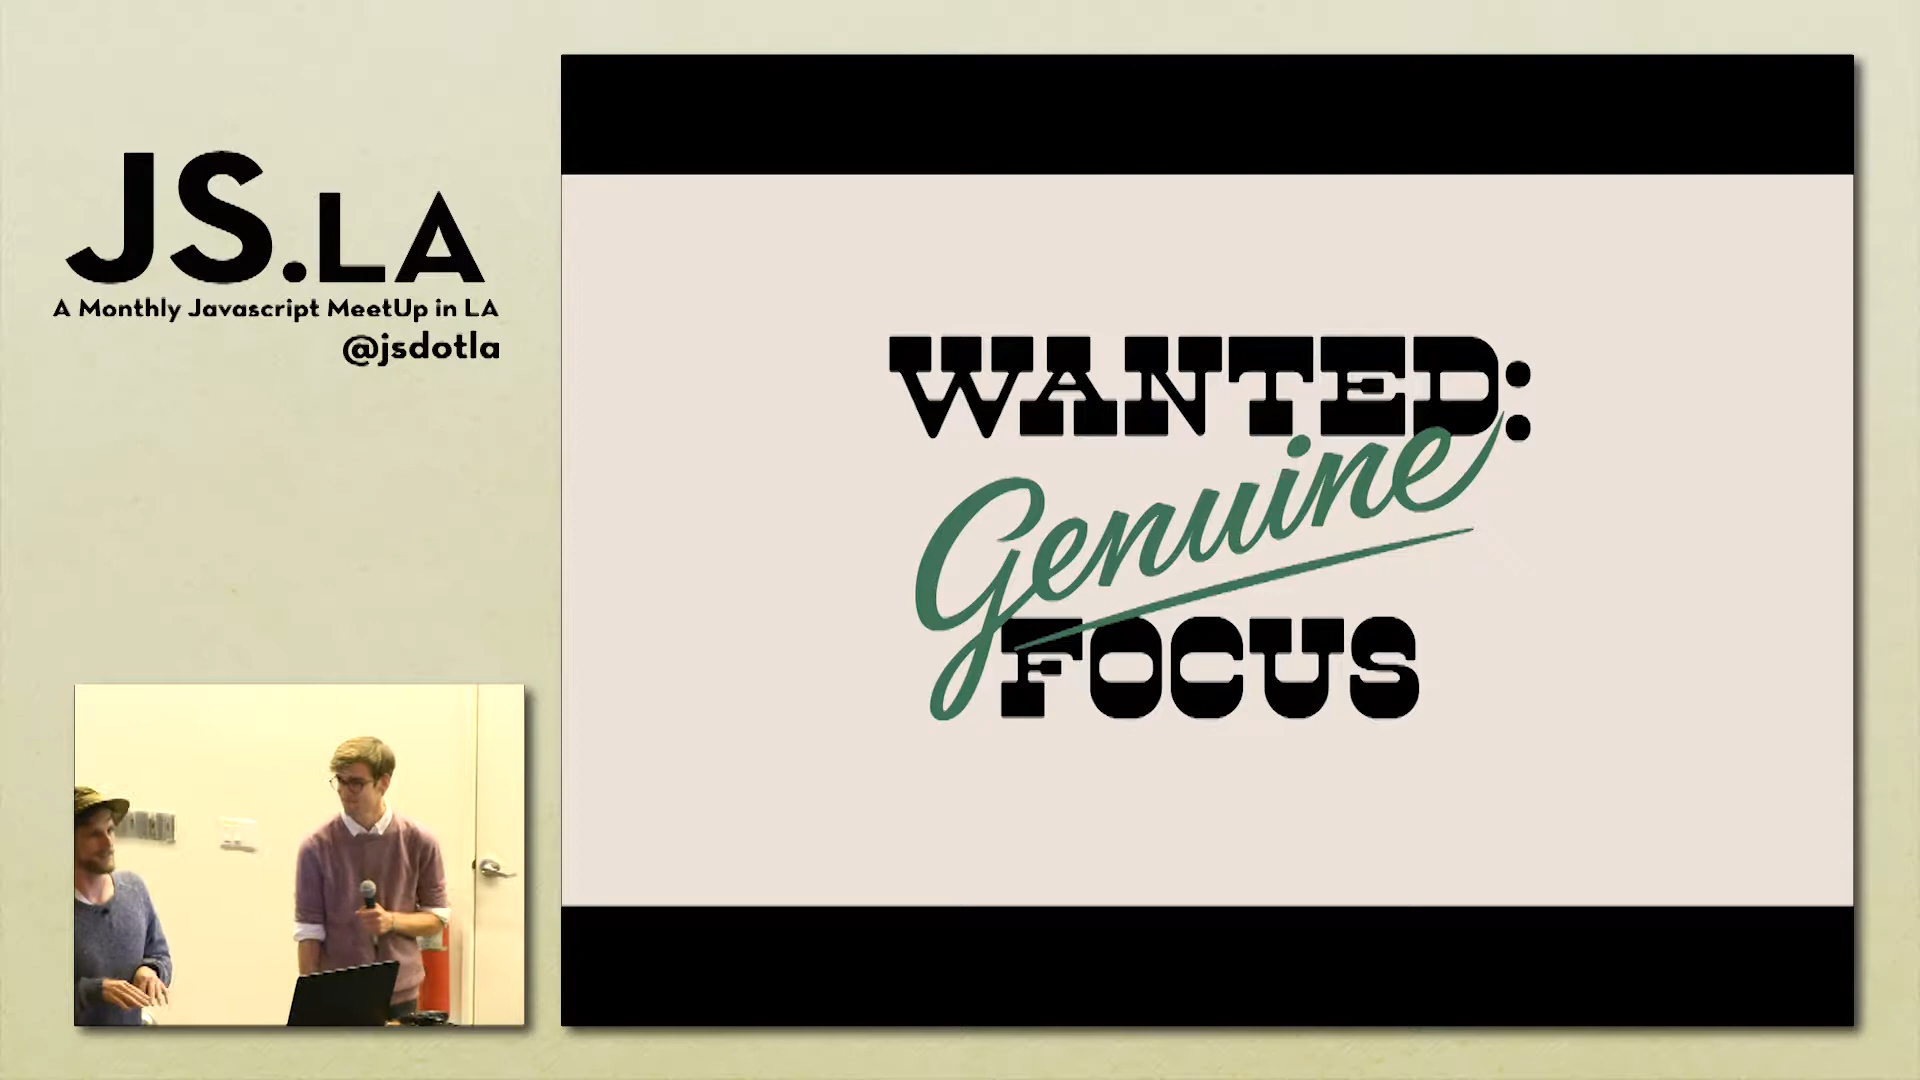 JS.LA
A Monthly Javascript MeetUp in LA
@jsdotla
WANTED:
Genuine
FOCUS